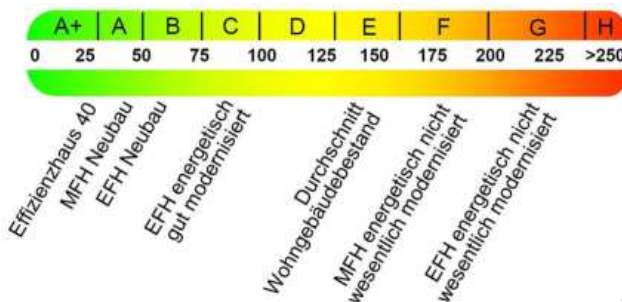 A+ A B C D E F G H
0 25 50 75 100 125 150 175 200 225 >250
Effizienzhaus 40
MFH Neubau
EFH Neubau
EFH energetisch
gut modernisiert
Durchschnitt
Wohngebäudebestand
MFH energetisch nicht
wesentlich modernisiert
EFH energetisch nicht
wesentlich modernisiert